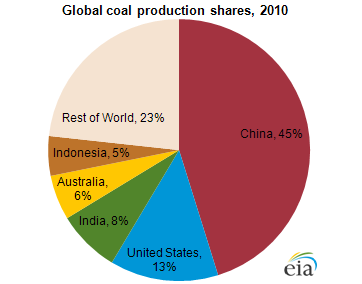 Global coal production shares, 2010
Rest of World, 23%
China, 45%
Indonesia, 5%
Australia,
6%
India, 8%
United States,
13%
eia